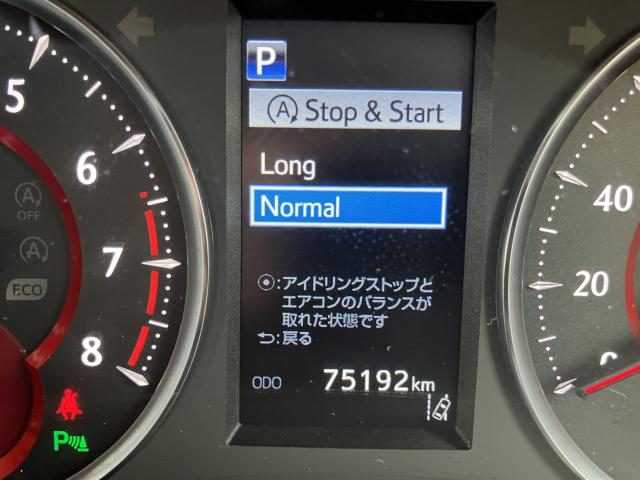 P
Ⓐ Stop & Start
Long
Normal
⦿:アイドリングストップと
エアコンのバランスが
取れた状態です
⮌:戻る
ODO 75192km
5
6
7
8
A
OFF
A
ECO
P
40
20